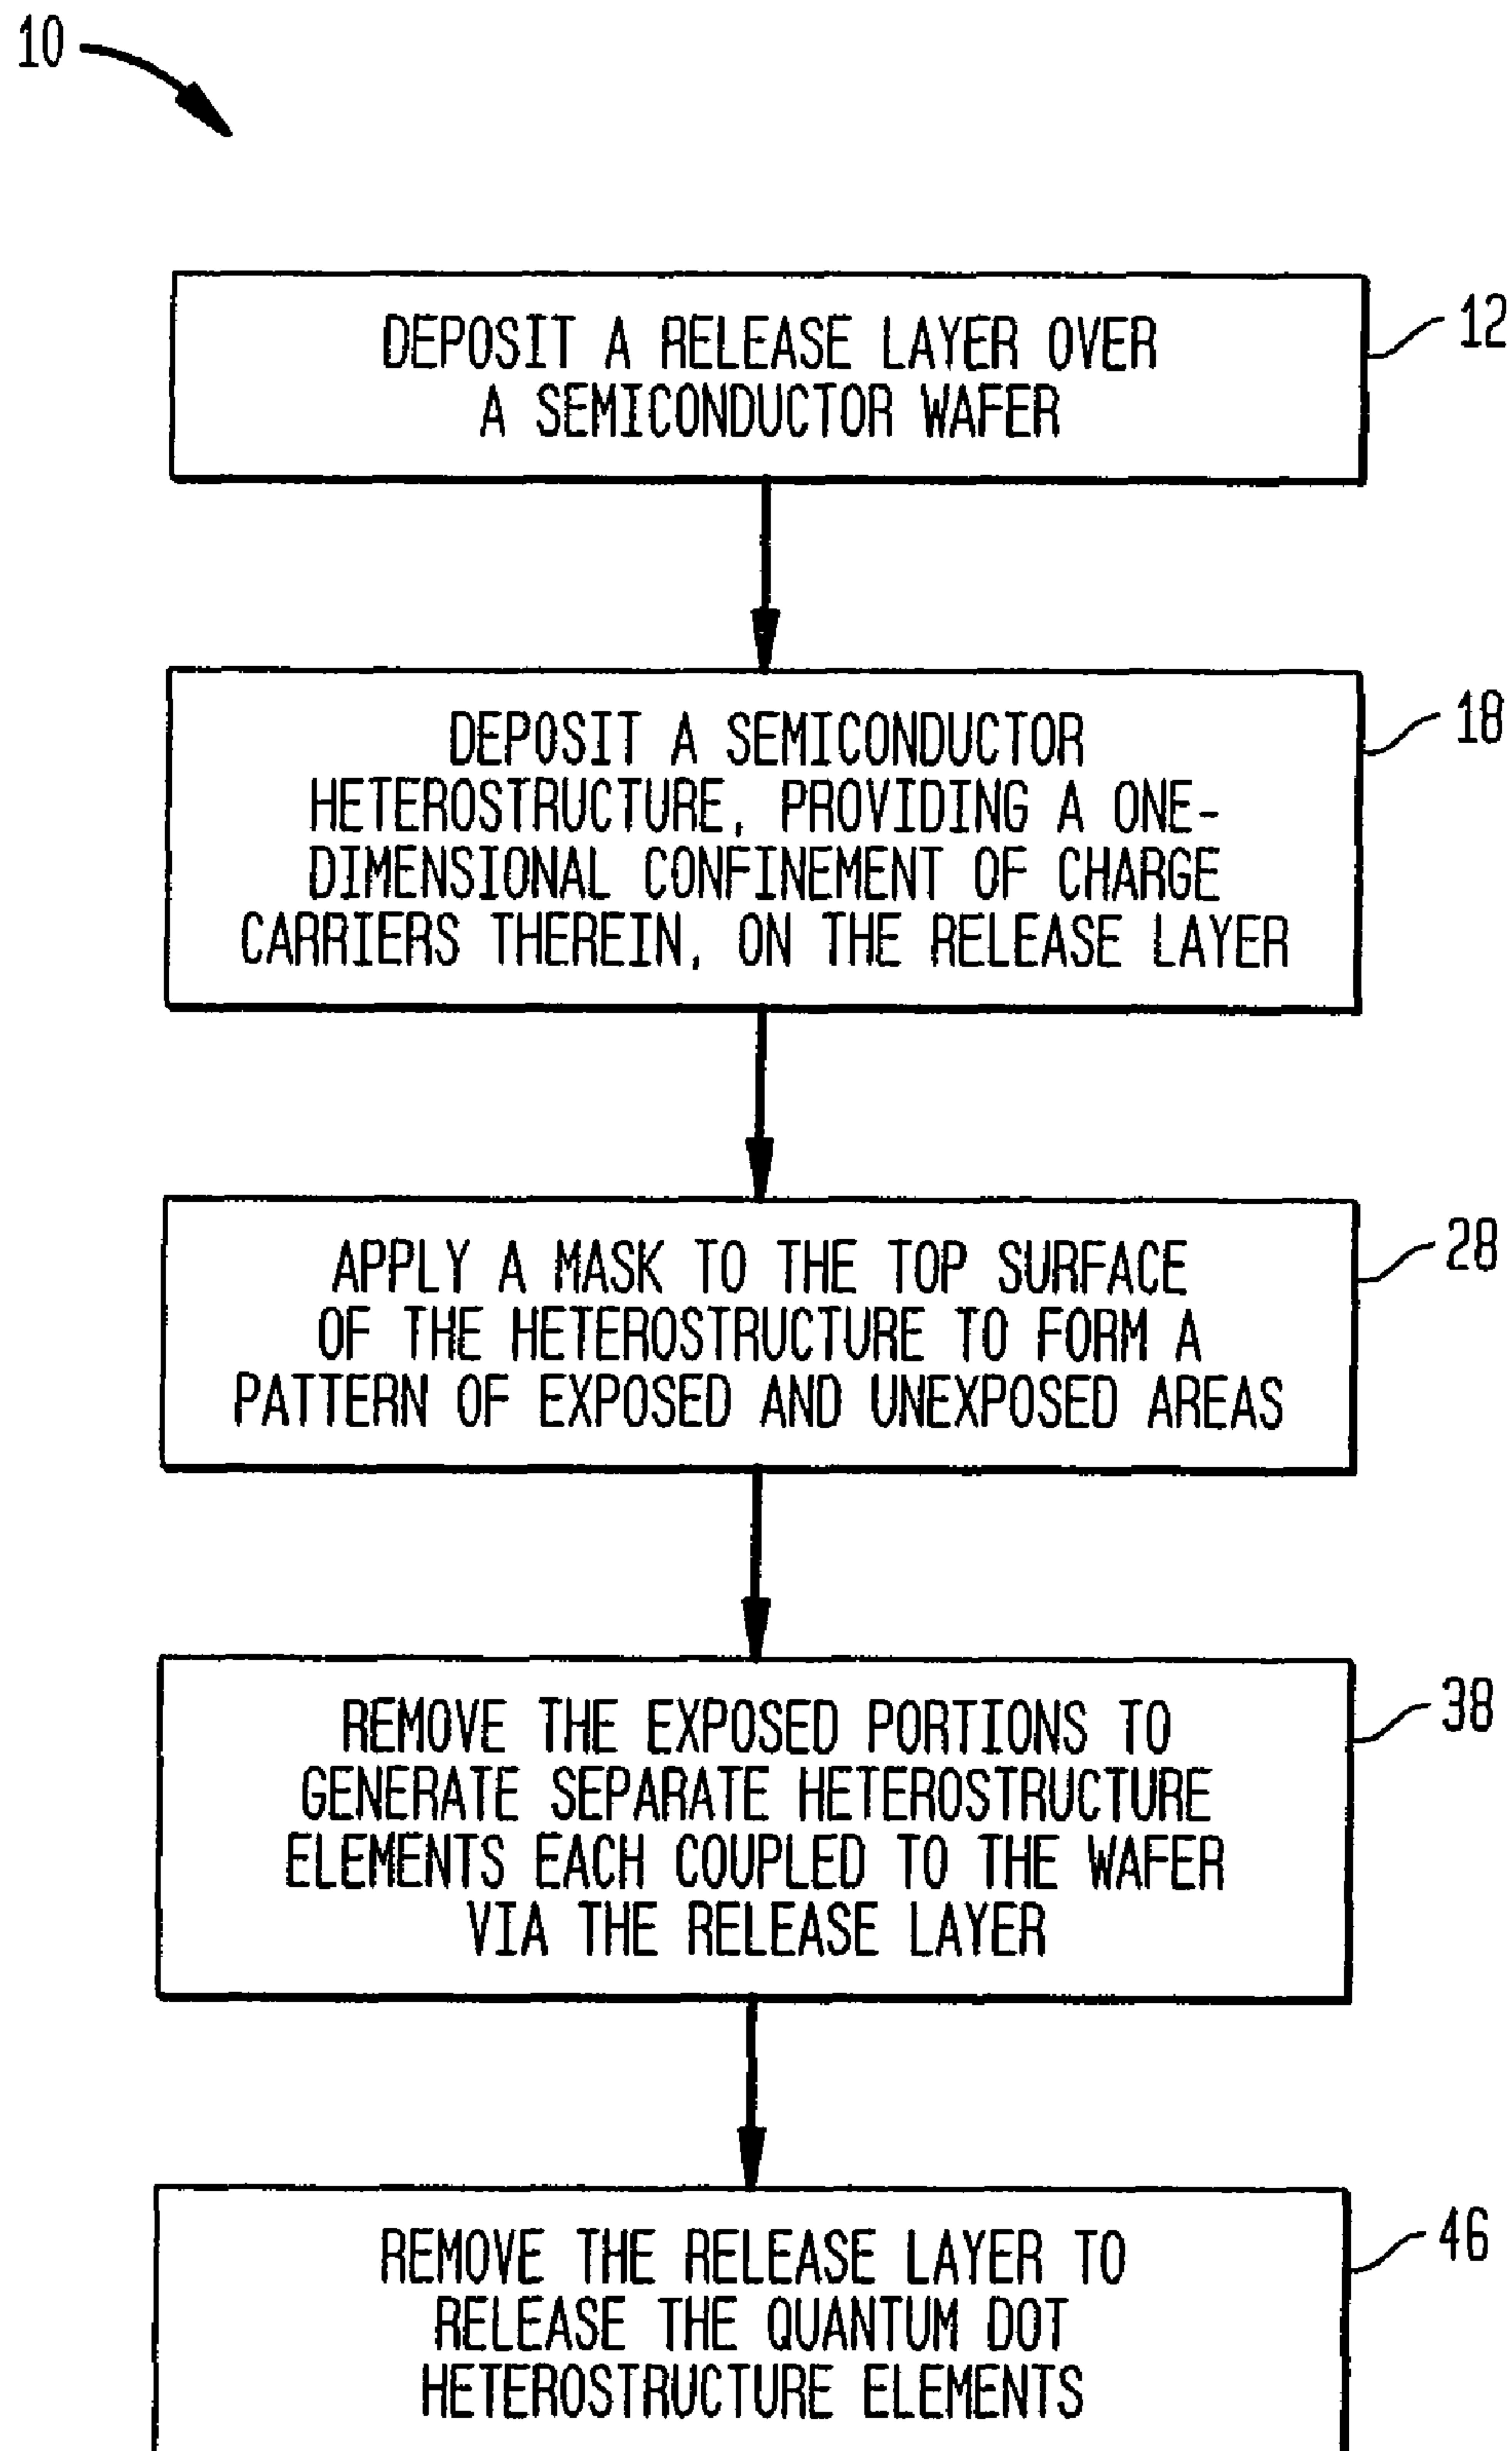 10
DEPOSIT A RELEASE LAYER OVER
A SEMICONDUCTOR WAFER
12
DEPOSIT A SEMICONDUCTOR
HETEROSTRUCTURE, PROVIDING A ONE-
DIMENSIONAL CONFINEMENT OF CHARGE
CARRIERS THEREIN, ON THE RELEASE LAYER
18
APPLY A MASK TO THE TOP SURFACE
OF THE HETEROSTRUCTURE TO FORM A
PATTERN OF EXPOSED AND UNEXPOSED AREAS
28
REMOVE THE EXPOSED PORTIONS TO
GENERATE SEPARATE HETEROSTRUCTURE
ELEMENTS EACH COUPLED TO THE WAFER
VIA THE RELEASE LAYER
38
REMOVE THE RELEASE LAYER TO
RELEASE THE QUANTUM DOT
HETEROSTRUCTURE ELEMENTS
46